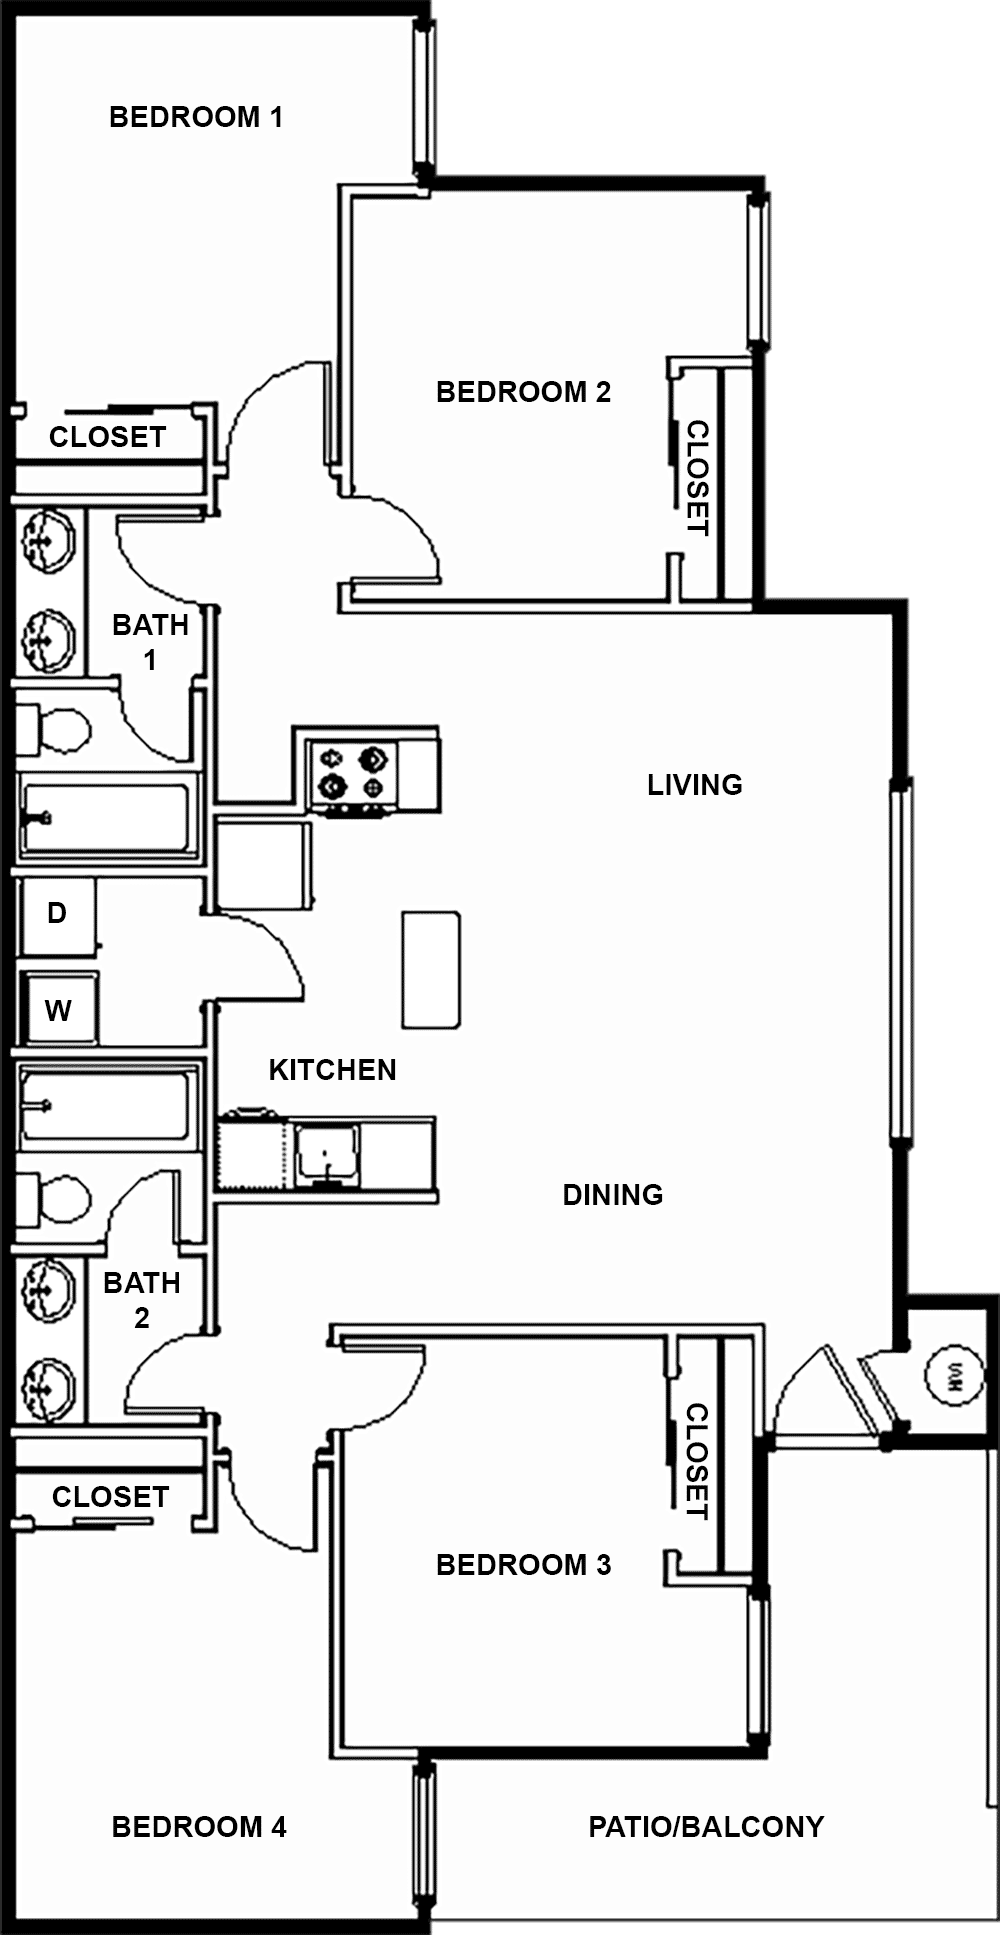 BEDROOM 1
BEDROOM 2
CLOSET
CLOSET
BATH
1
LIVING
D
W
KITCHEN
DINING
BATH
2
WH
CLOSET
CLOSET
BEDROOM 3
BEDROOM 4
PATIO/BALCONY